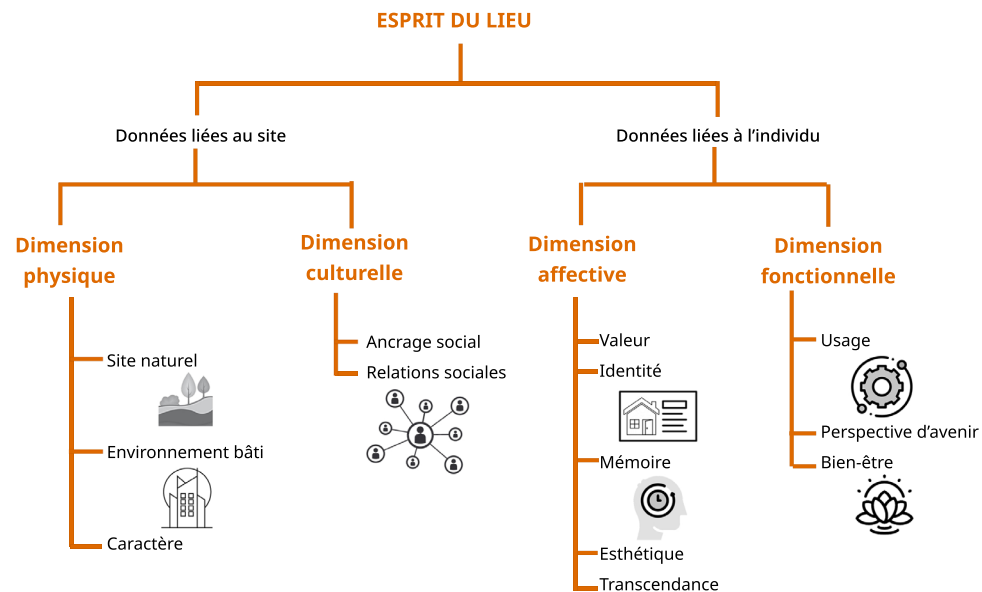 ESPRIT DU LIEU
Données liées au site
Données liées à l’individu
Dimension
physique
Dimension
culturelle
Dimension
affective
Dimension
fonctionnelle
Site naturel
Environnement bâti
Caractère
Ancrage social
Relations sociales
Valeur
Identité
Mémoire
Esthétique
Transcendance
Usage
Perspective d’avenir
Bien-être